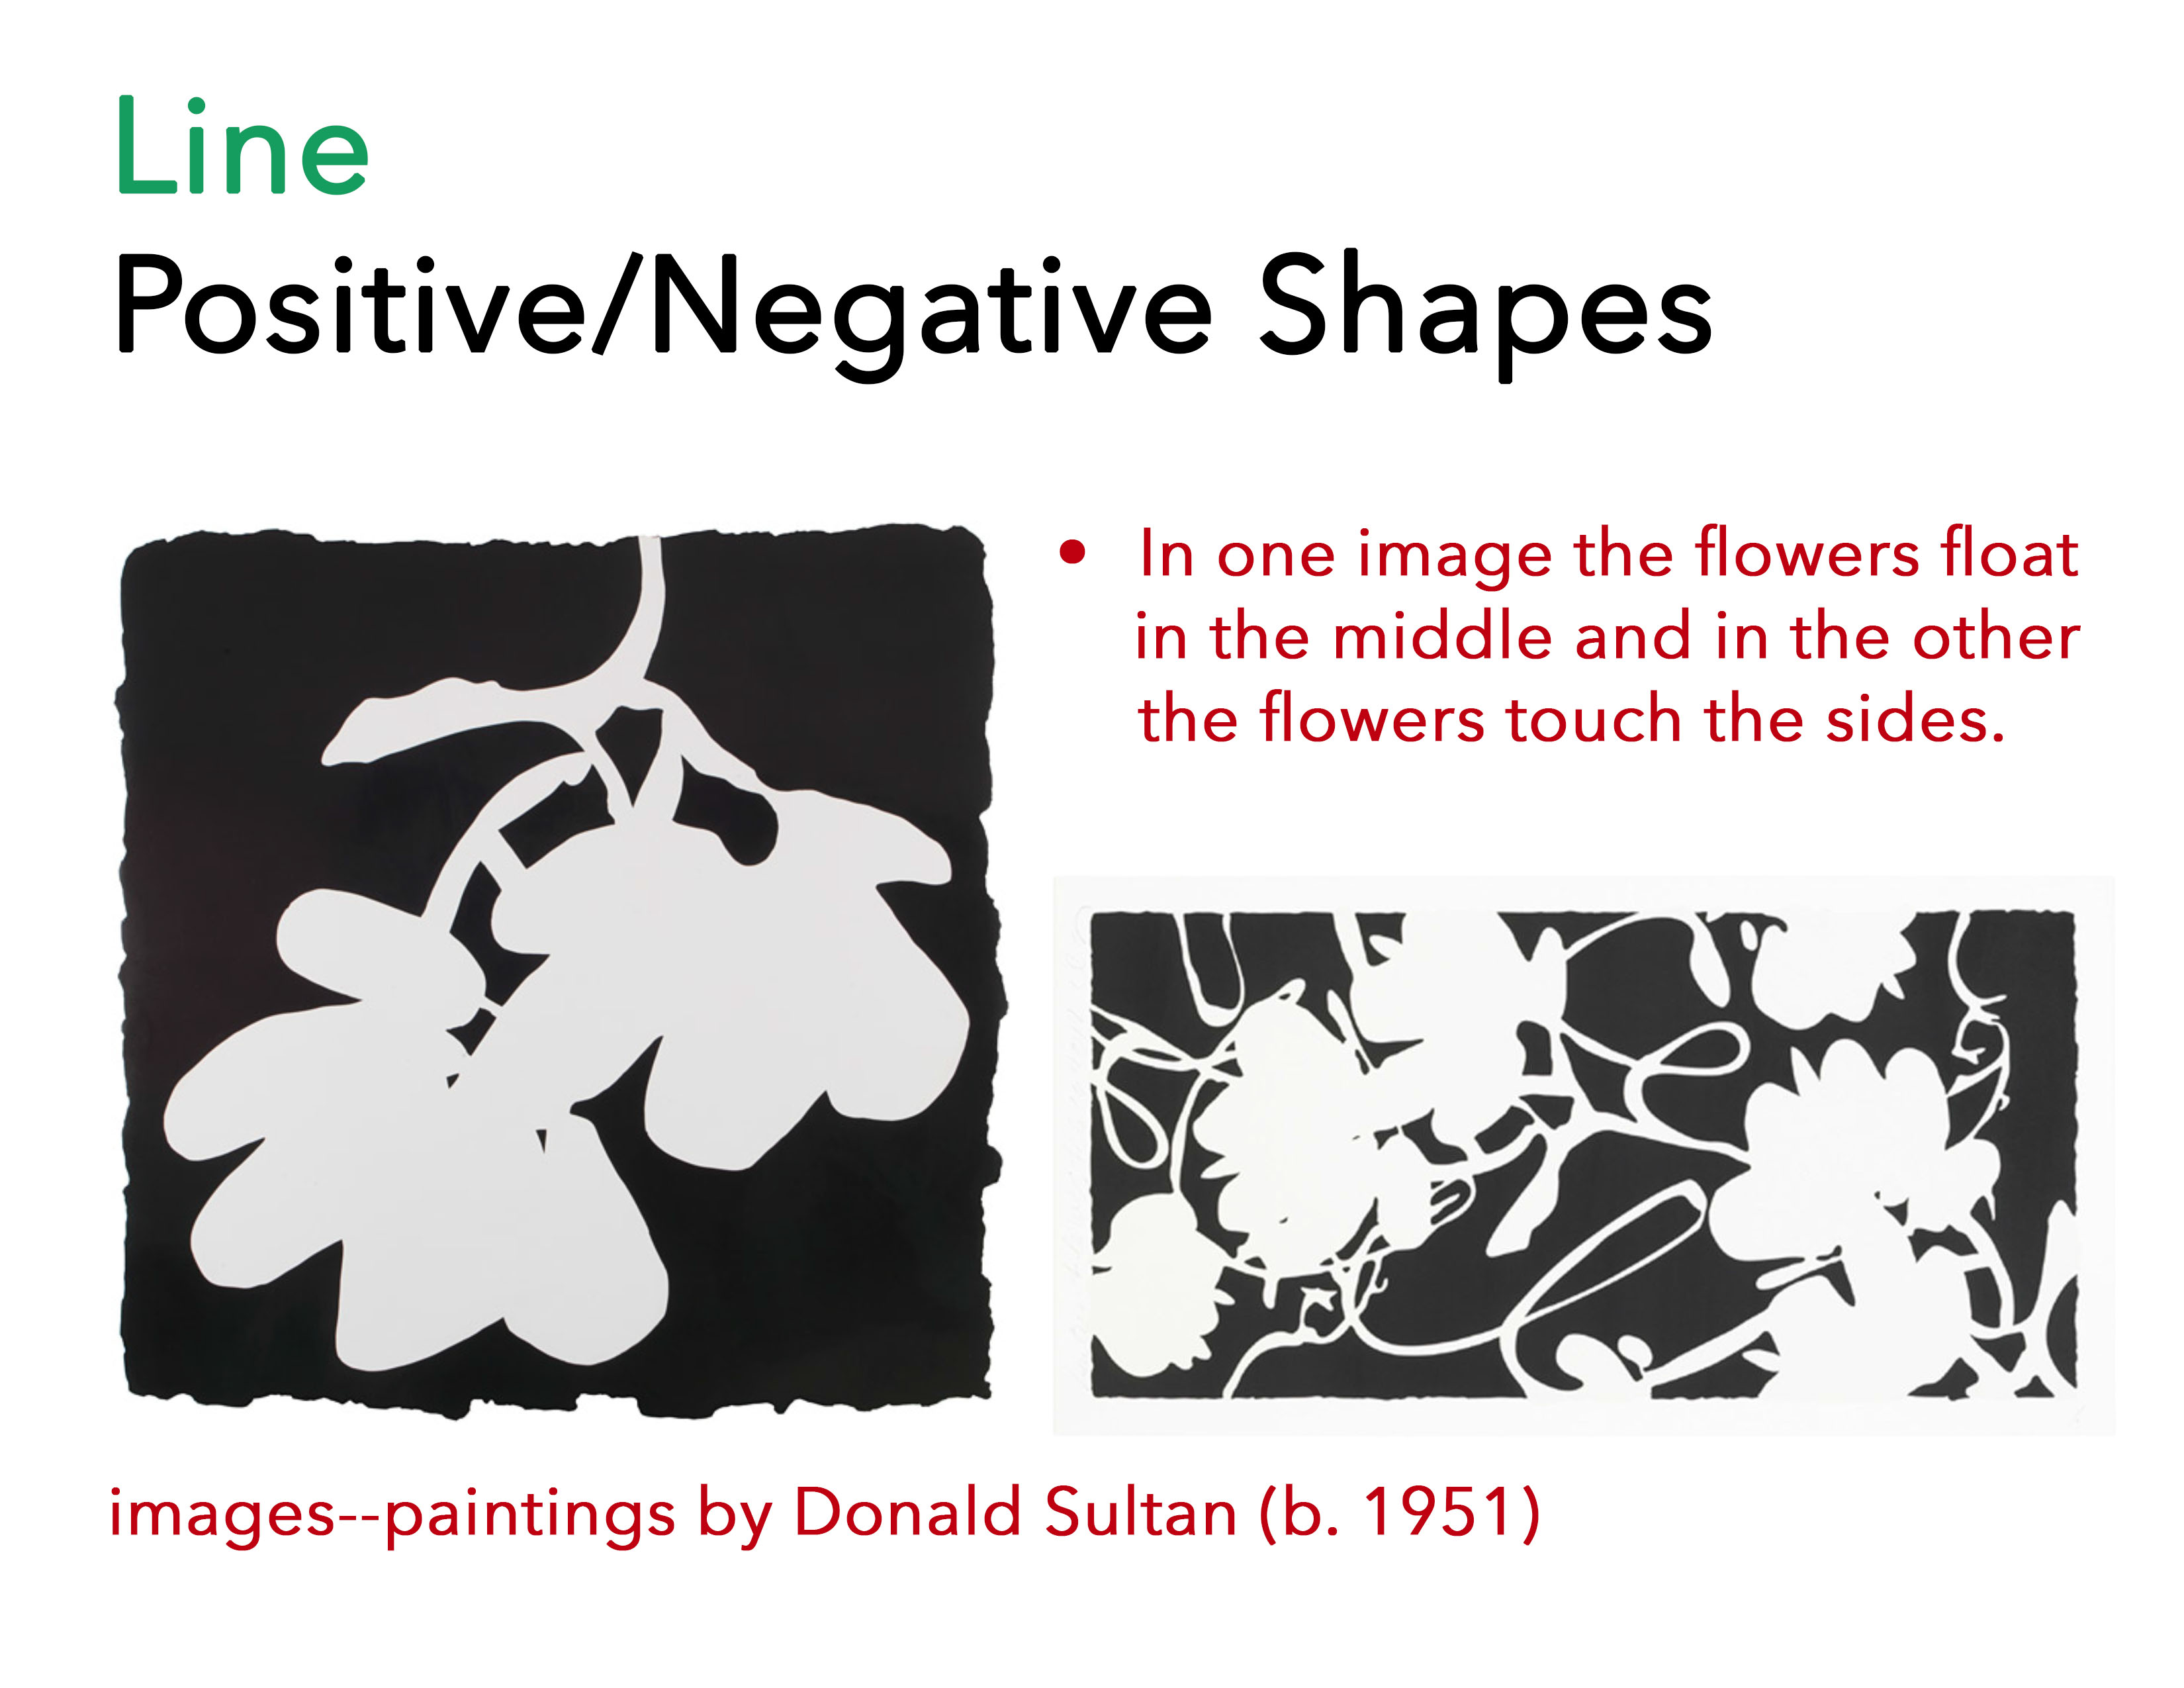 Line
Positive/Negative Shapes
• In one image the flowers float
in the middle and in the other
the flowers touch the sides.
images--paintings by Donald Sultan (b. 1951)